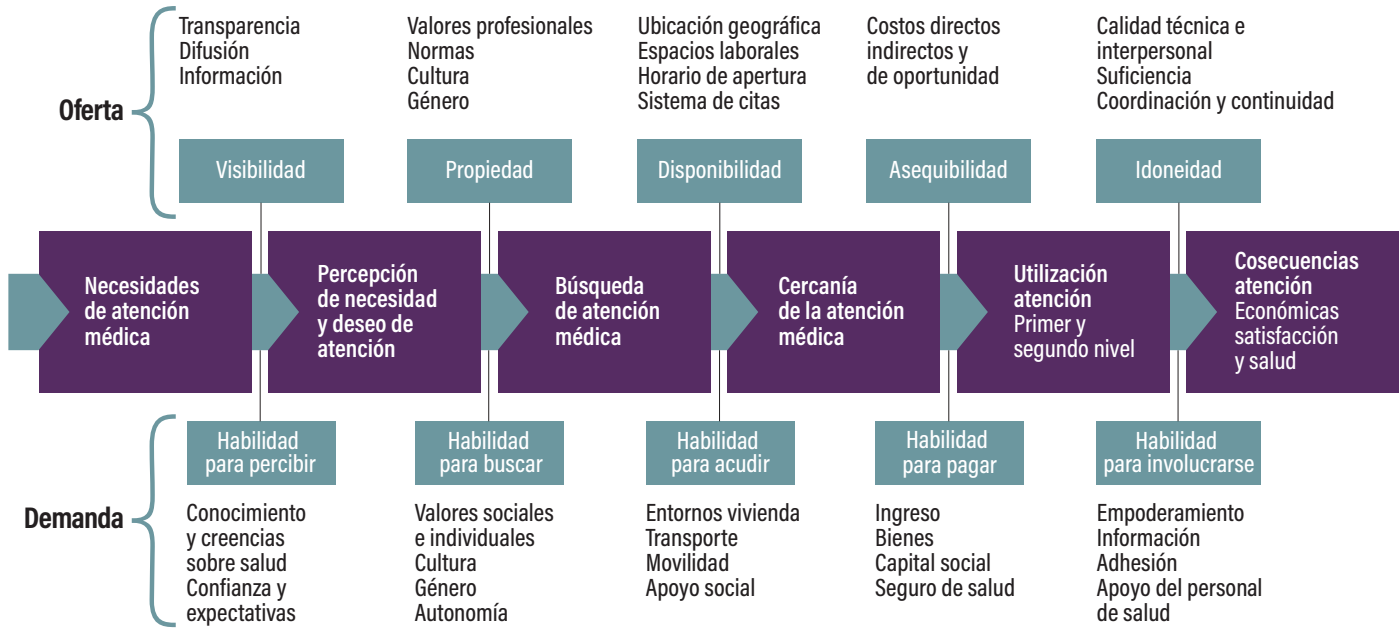 Oferta
Transparencia
Difusión
Información
Valores profesionales
Normas
Cultura
Género
Ubicación geográfica
Espacios laborales
Horario de apertura
Sistema de citas
Costos directos
indirectos y
de oportunidad
Calidad técnica e
interpersonal
Suficiencia
Coordinación y continuidad
Visibilidad
Propiedad
Disponibilidad
Asequibilidad
Idoneidad
Necesidades
de atención
médica
Percepción
de necesidad
y deseo de
atención
Búsqueda
de atención
médica
Cercanía
de la atención
médica
Utilización
atención
Primer y
segundo nivel
Cosecuencias
atención
Económicas
satisfacción
y salud
Demanda
Habilidad
para percibir
Habilidad
para buscar
Habilidad
para acudir
Habilidad
para pagar
Habilidad
para involucrarse
Conocimiento
y creencias
sobre salud
Confianza y
expectativas
Valores sociales
e individuales
Cultura
Género
Autonomía
Entornos vivienda
Transporte
Movilidad
Apoyo social
Ingreso
Bienes
Capital social
Seguro de salud
Empoderamiento
Información
Adhesión
Apoyo del personal
de salud